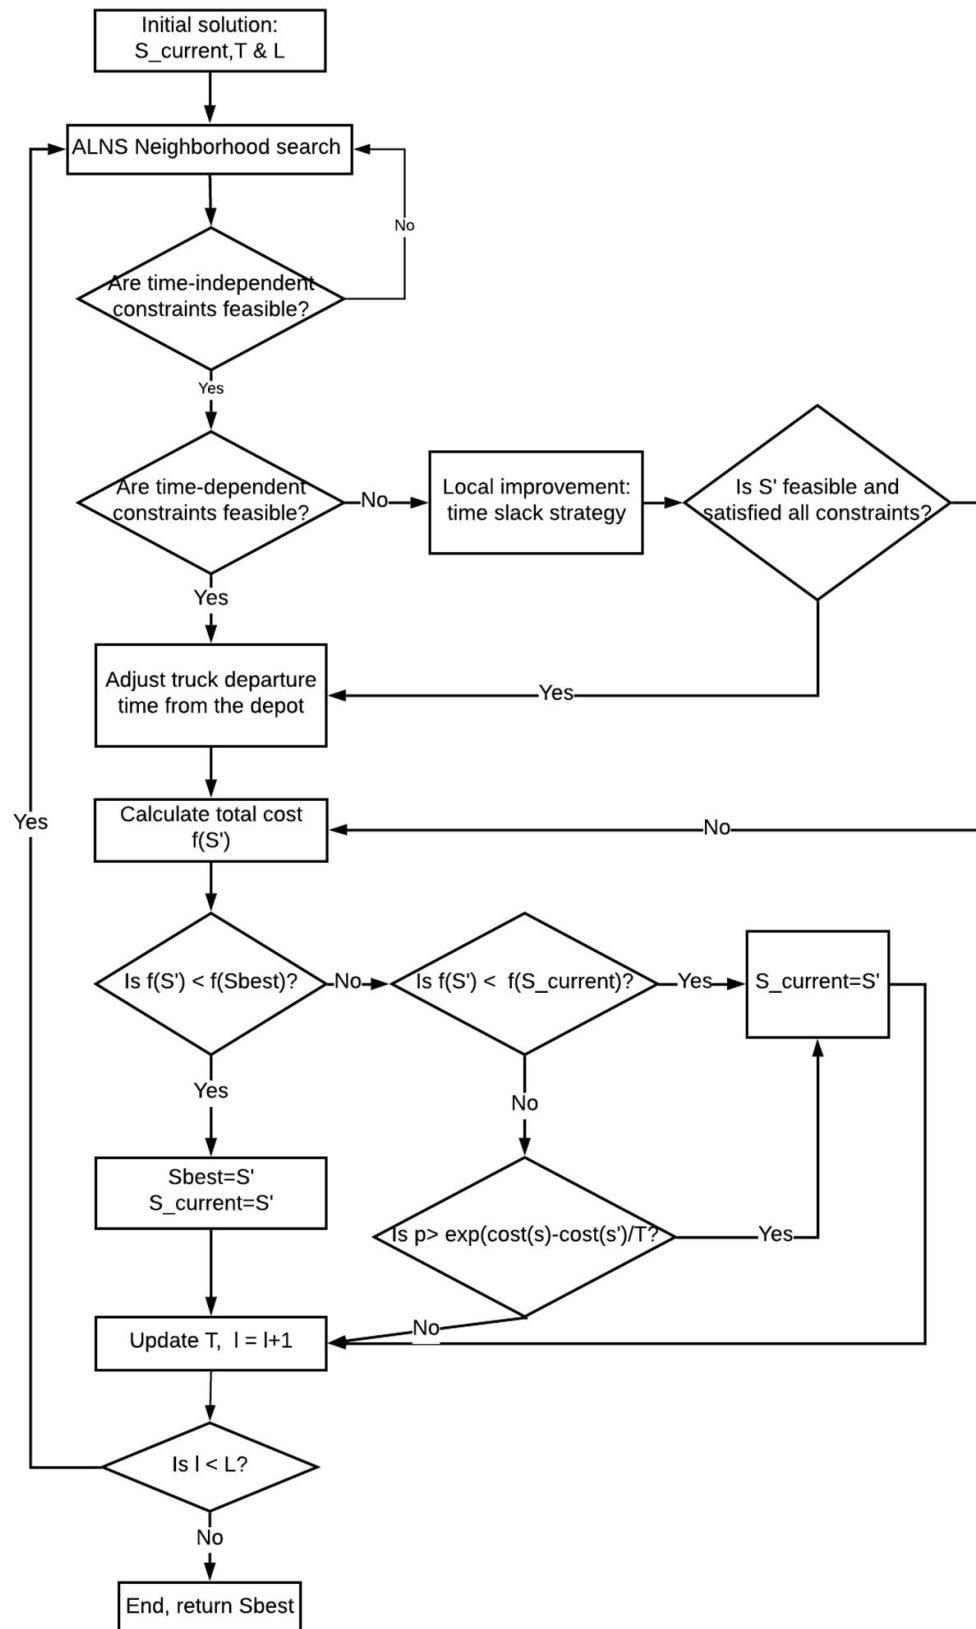 Initial solution:
S_current,T & L
ALNS Neighborhood search
No
Are time-independent
constraints feasible?
Yes
Are time-dependent
constraints feasible?
No
Local improvement:
time slack strategy
Is S' feasible and
satisfied all constraints?
Yes
Adjust truck departure
time from the depot
Yes
Calculate total cost
f(S')
No
Yes
Is f(S') < f(Sbest)?
No
Is f(S') < f(S_current)?
Yes
S_current=S'
Yes
No
Sbest=S'
S_current=S'
Is p> exp(cost(s)-cost(s')/T?
Yes
No
Update T, l = l+1
Is l < L?
No
End, return Sbest